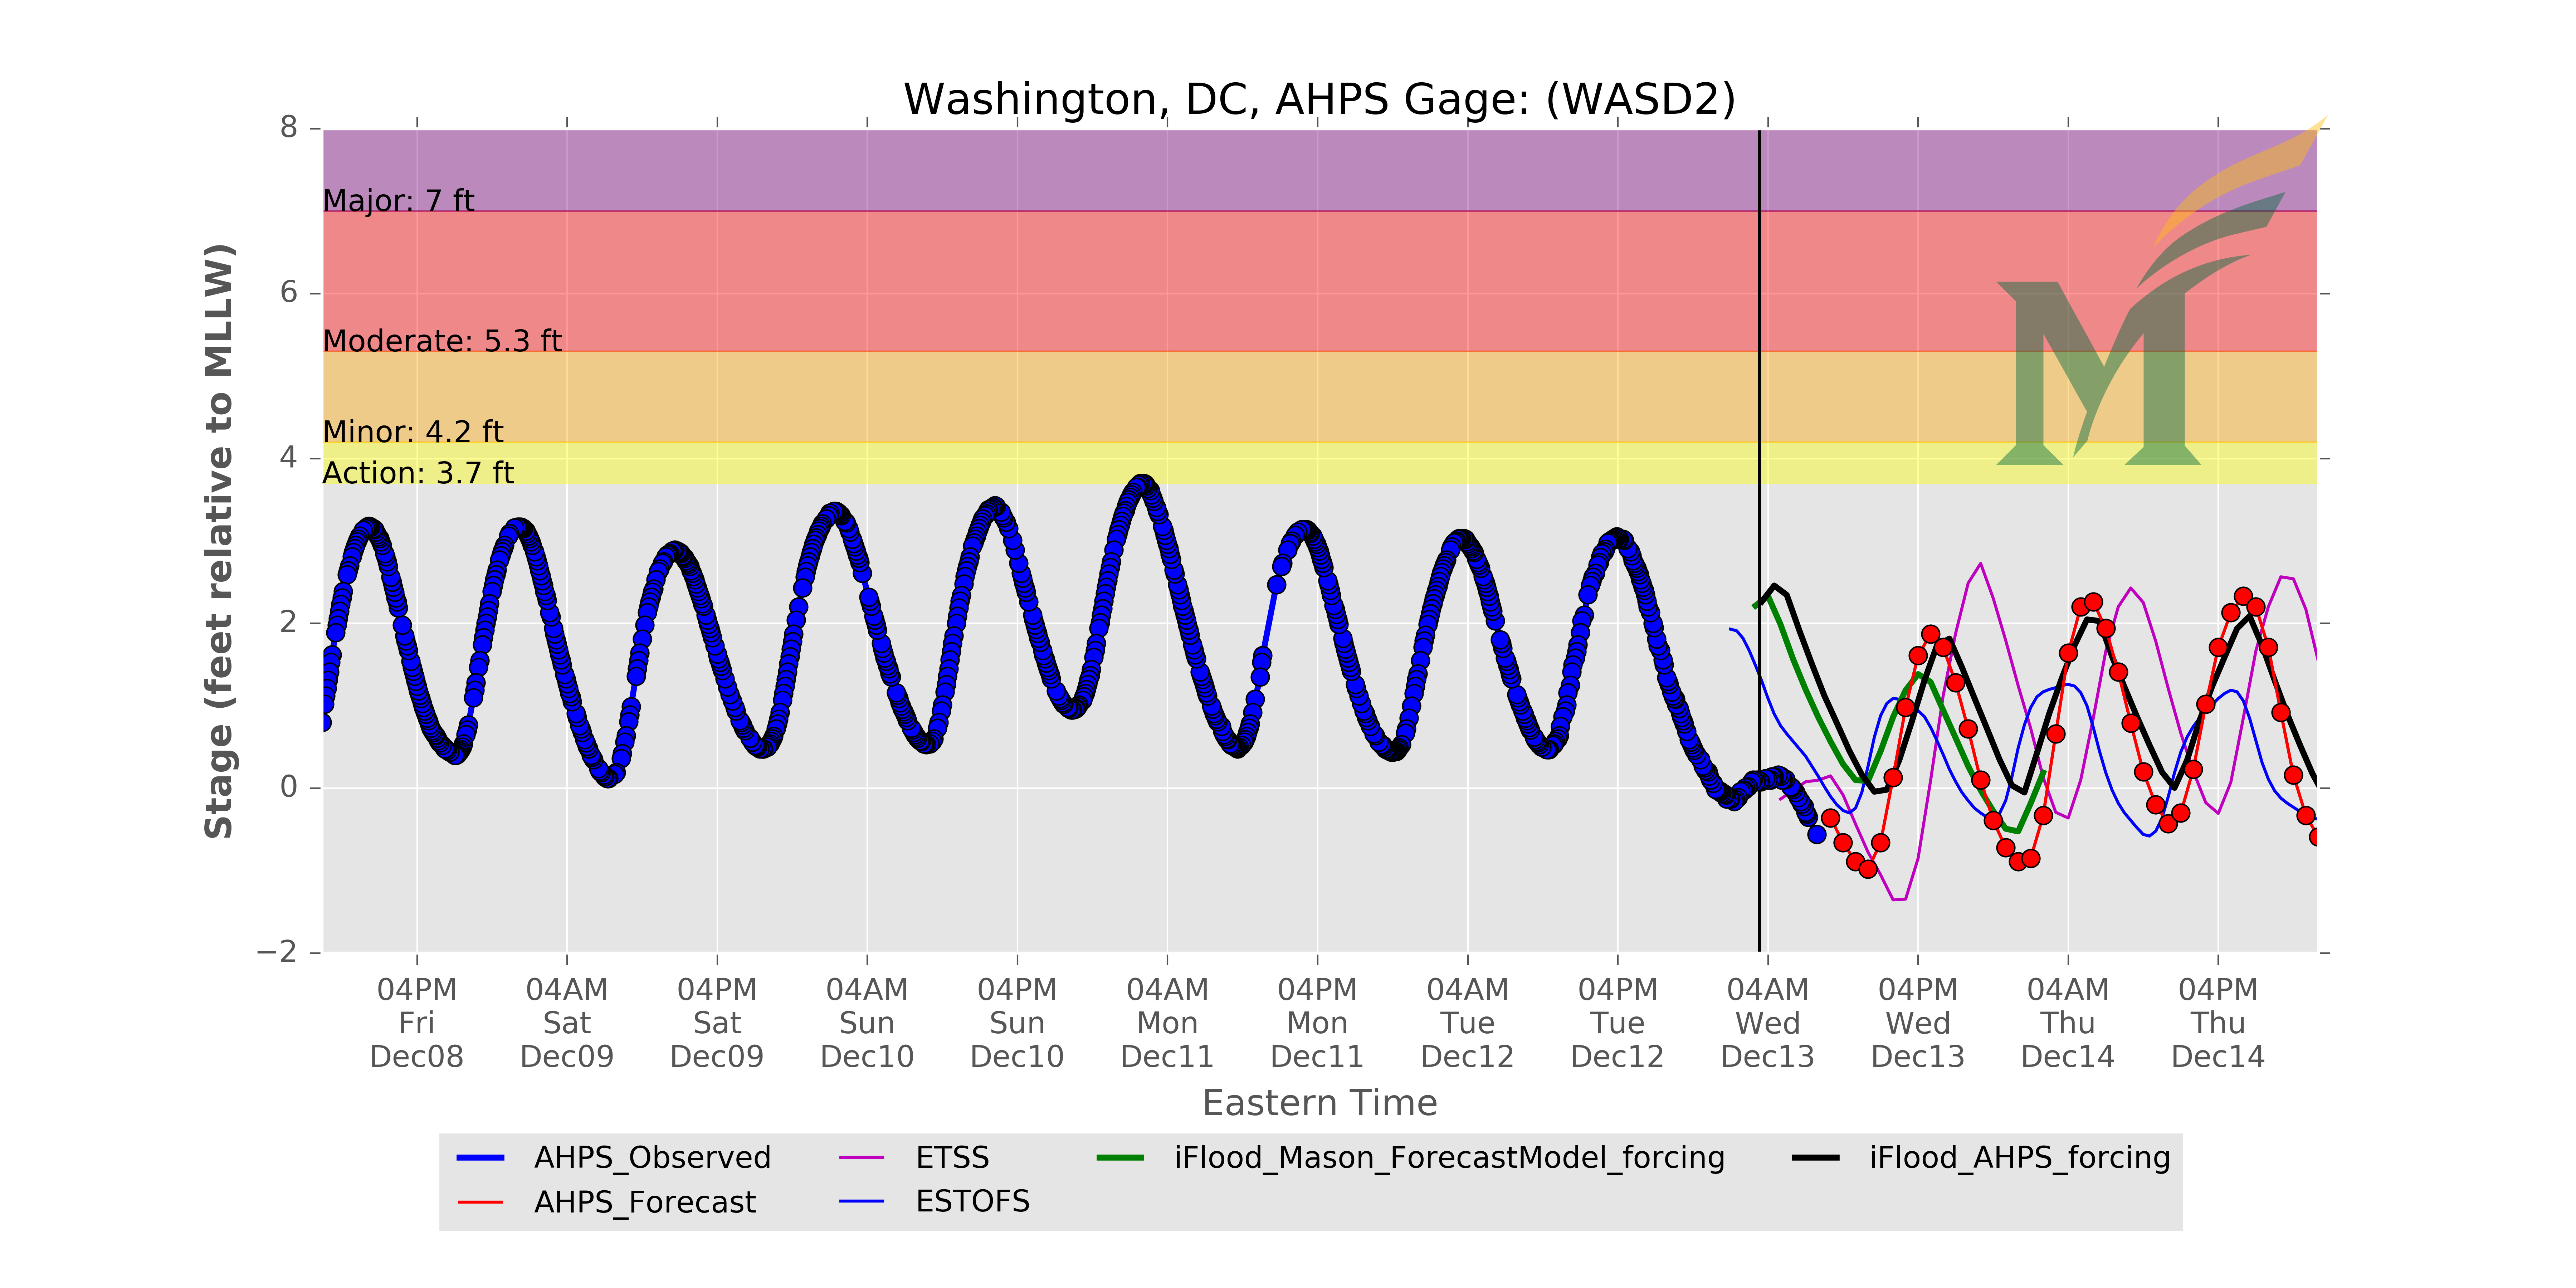 Washington, DC, AHPS Gage: (WASD2)
8
Major: 7 ft
6
Moderate: 5.3 ft
Minor: 4.2 ft
4
Action: 3.7 ft
2
0
−2
Stage (feet relative to MLLW)
04PM 04AM 04PM 04AM 04PM 04AM 04PM 04AM 04PM 04AM 04PM 04AM 04PM
Fri Sat Sat Sun Sun Mon Mon Tue Tue Wed Wed Thu Thu
Dec08 Dec09 Dec09 Dec10 Dec10 Dec11 Dec11 Dec12 Dec12 Dec13 Dec13 Dec14 Dec14
Eastern Time
AHPS_Observed ETSS iFlood_Mason_ForecastModel_forcing iFlood_AHPS_forcing
AHPS_Forecast ESTOFS
M